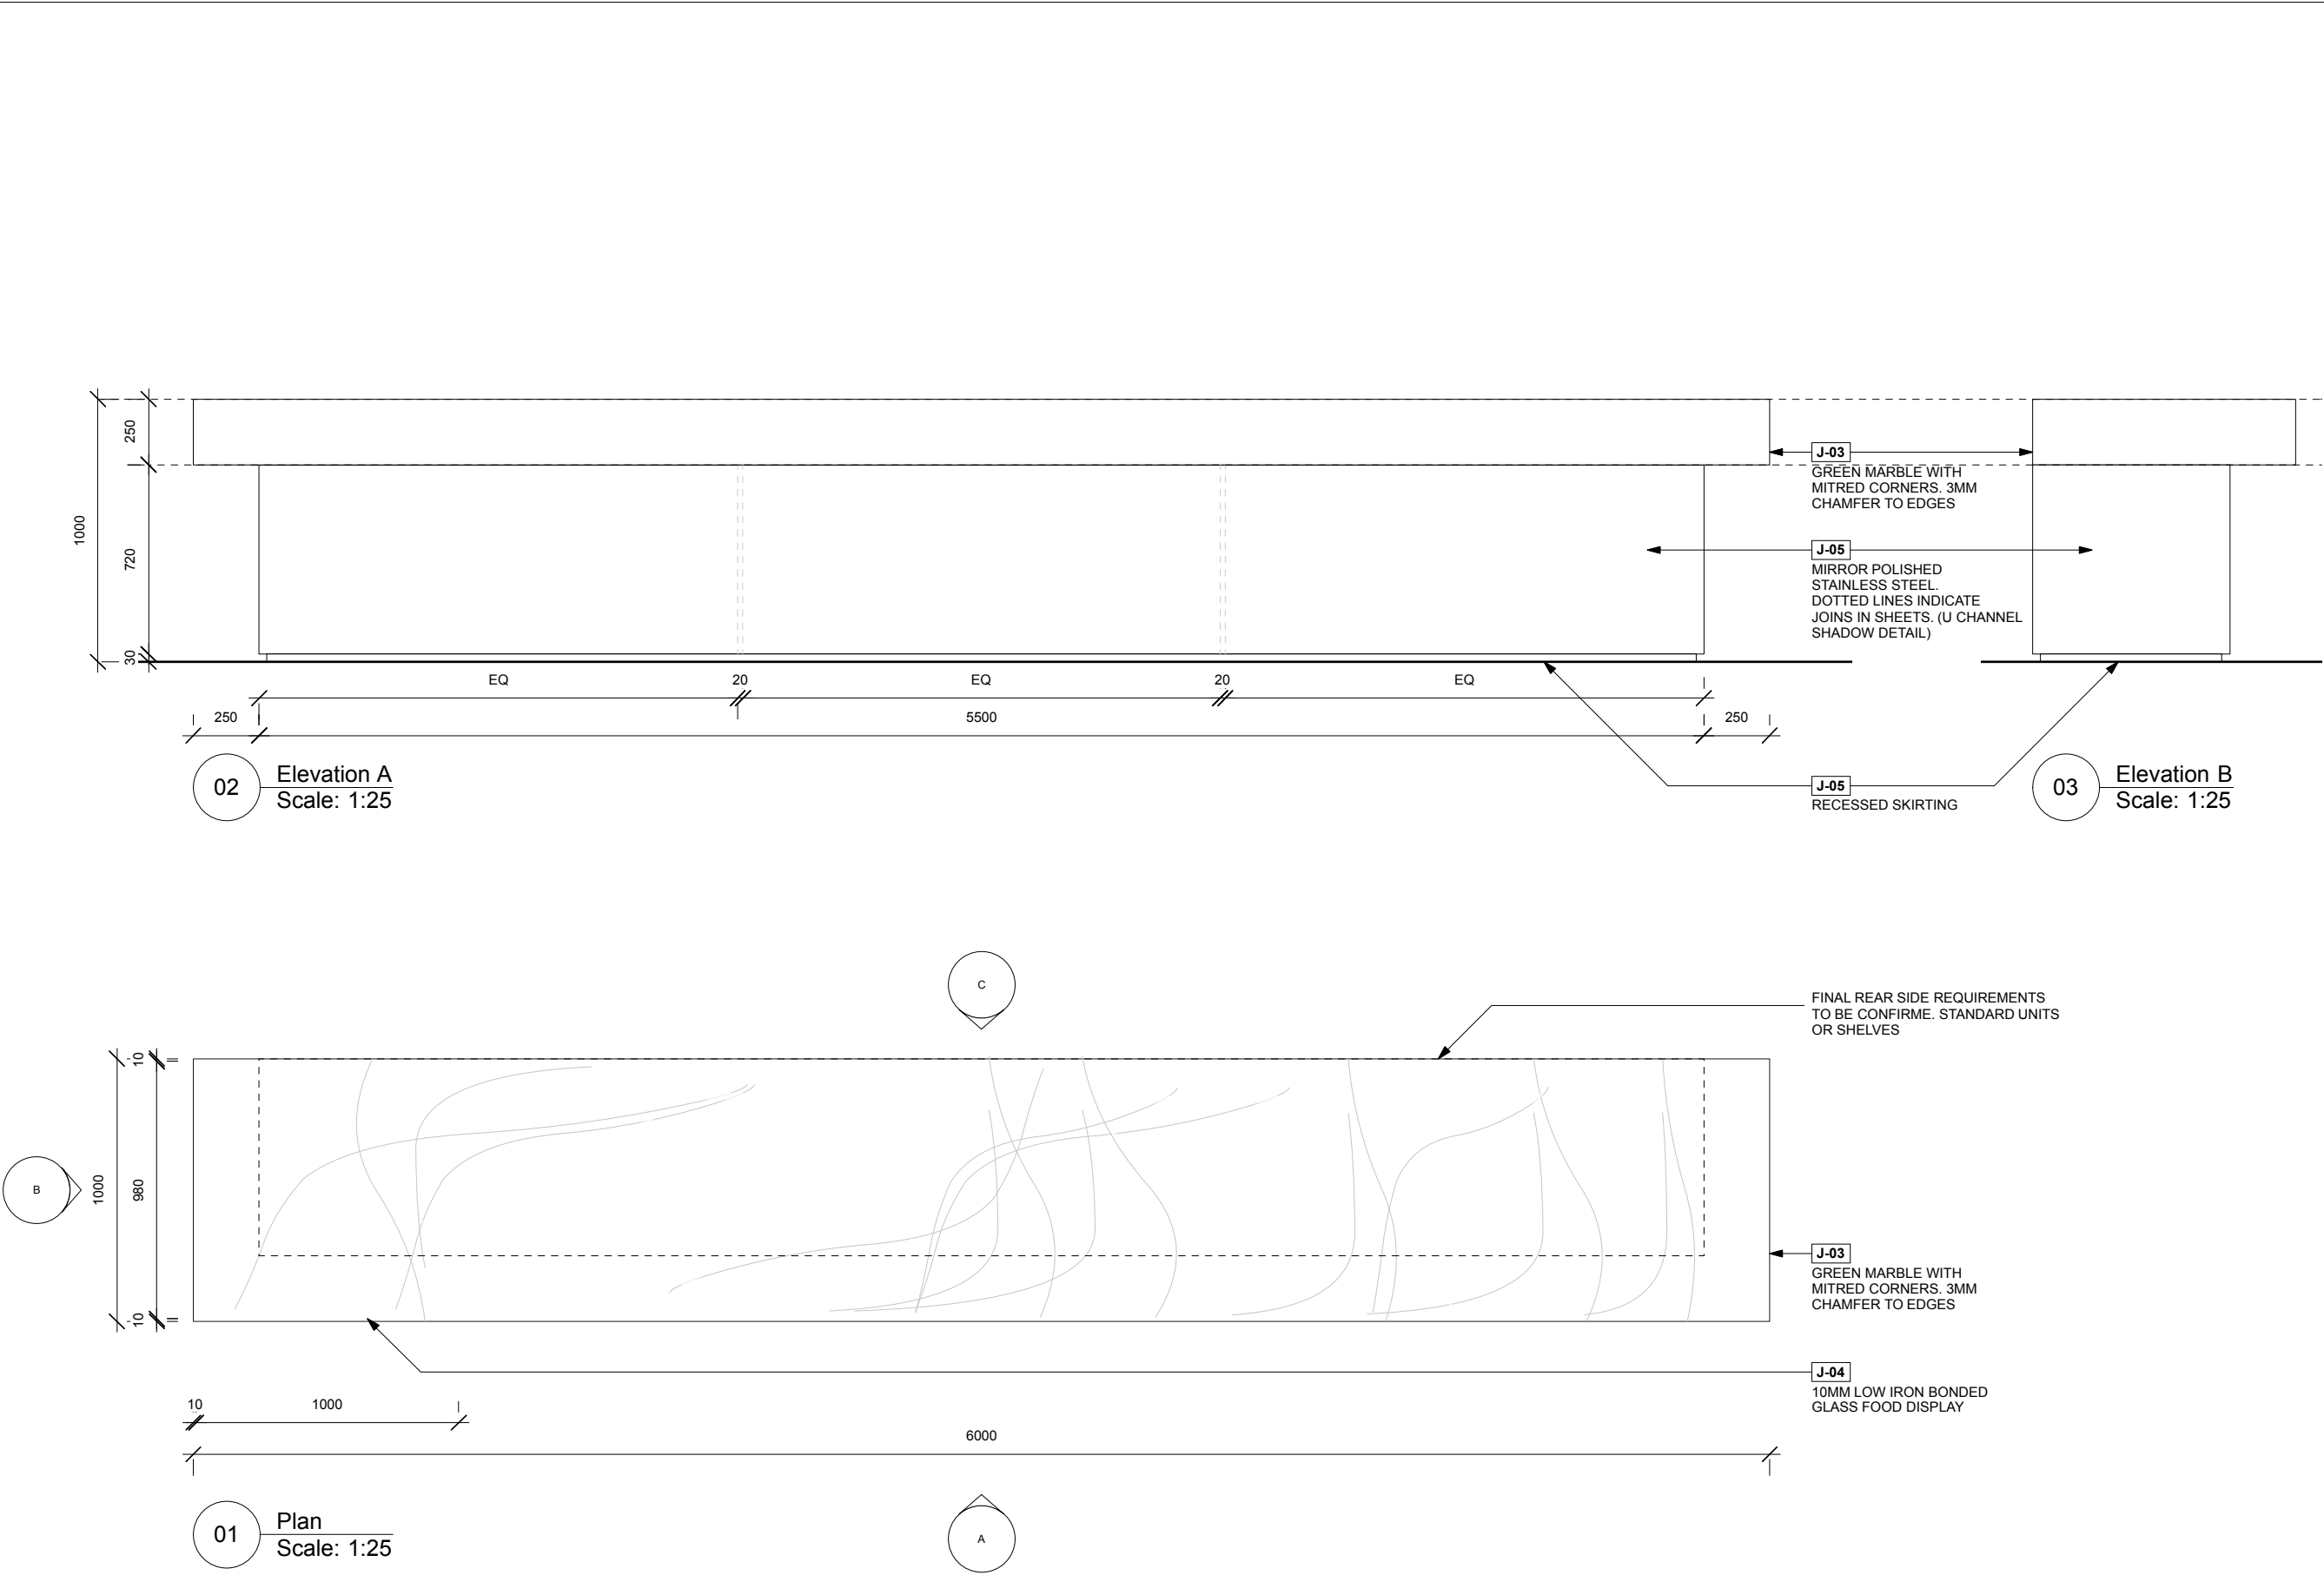 250
1000
720
30
J-03
GREEN MARBLE WITH
MITRED CORNERS. 3MM
CHAMFER TO EDGES
J-05
MIRROR POLISHED
STAINLESS STEEL.
DOTTED LINES INDICATE
JOINS IN SHEETS. (U CHANNEL
SHADOW DETAIL)
EQ 20 EQ 20 EQ
250 5500 250
02
Elevation A
Scale: 1:25
J-05
RECESSED SKIRTING
03
Elevation B
Scale: 1:25
C
FINAL REAR SIDE REQUIREMENTS
TO BE CONFIRME. STANDARD UNITS
OR SHELVES
10
B
1000
980
10
J-03
GREEN MARBLE WITH
MITRED CORNERS. 3MM
CHAMFER TO EDGES
J-04
10MM LOW IRON BONDED
GLASS FOOD DISPLAY
10 1000
6000
01
Plan
Scale: 1:25
A